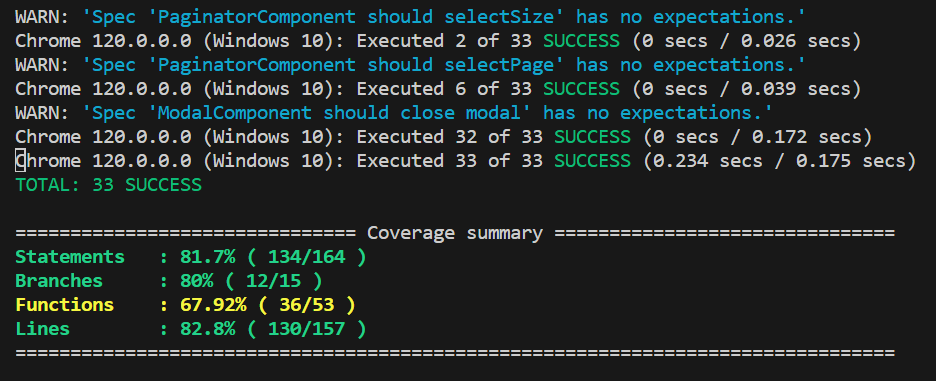 WARN: 'Spec 'PaginatorComponent should selectSize' has no expectations.'
Chrome 120.0.0.0 (Windows 10): Executed 2 of 33 SUCCESS (0 secs / 0.026 secs)
WARN: 'Spec 'PaginatorComponent should selectPage' has no expectations.'
Chrome 120.0.0.0 (Windows 10): Executed 6 of 33 SUCCESS (0 secs / 0.039 secs)
WARN: 'Spec 'ModalComponent should close modal' has no expectations.'
Chrome 120.0.0.0 (Windows 10): Executed 32 of 33 SUCCESS (0 secs / 0.172 secs)
Chrome 120.0.0.0 (Windows 10): Executed 33 of 33 SUCCESS (0.234 secs / 0.175 secs)
TOTAL: 33 SUCCESS
=============================== Coverage summary ===============================
Statements   : 81.7% ( 134/164 )
Branches     : 80% ( 12/15 )
Functions    : 67.92% ( 36/53 )
Lines        : 82.8% ( 130/157 )
================================================================================